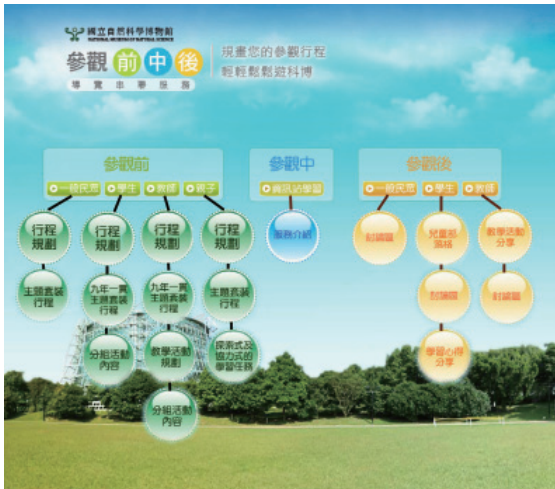 國立自然科學博物館
NATIONAL MUSEUM OF NATURAL SCIENCE
參觀前中後
導覽串夢服務
規畫您的參觀行程
輕輕鬆鬆遊科博
參觀前
一般民眾 學生 教師 親子
參觀中
資訊站學習
參觀後
一般民眾 學生 教師
行程規劃
主題套裝行程
行程規劃
九年一貫主題套裝行程
分組活動內容
行程規劃
九年一貫主題套裝行程
教學活動規劃
分組活動內容
行程規劃
主題套裝行程
探索式及協力式的學習任務
服務介紹
討論區
兒童部落格
討論區
學習心得分享
教學活動分享
討論區